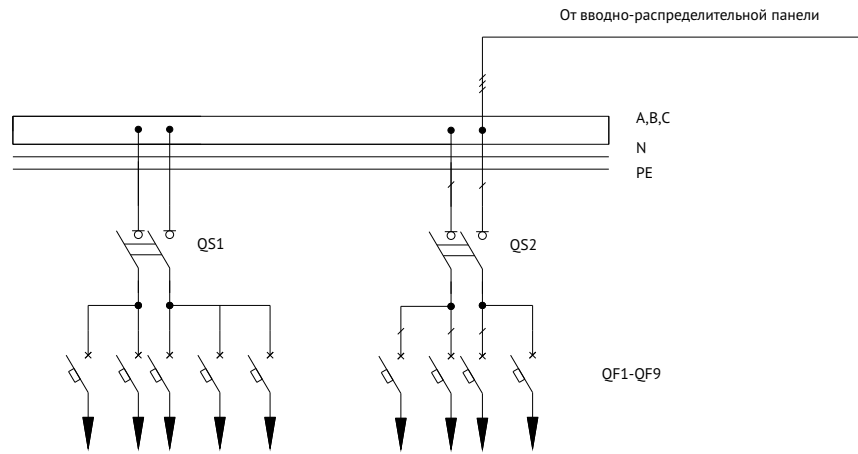 От вводно-распределительной панели
A,B,C
N
PE
QS1
QS2
QF1-QF9